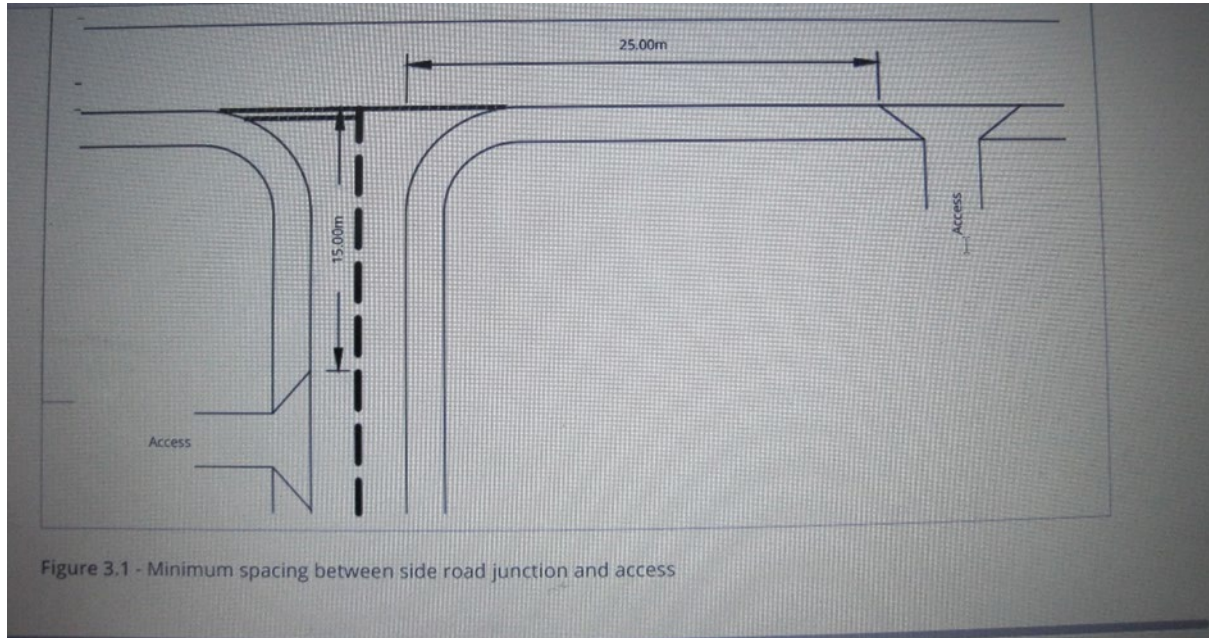 25.00m
15.00m
Access
Access
Figure 3.1 - Minimum spacing between side road junction and access